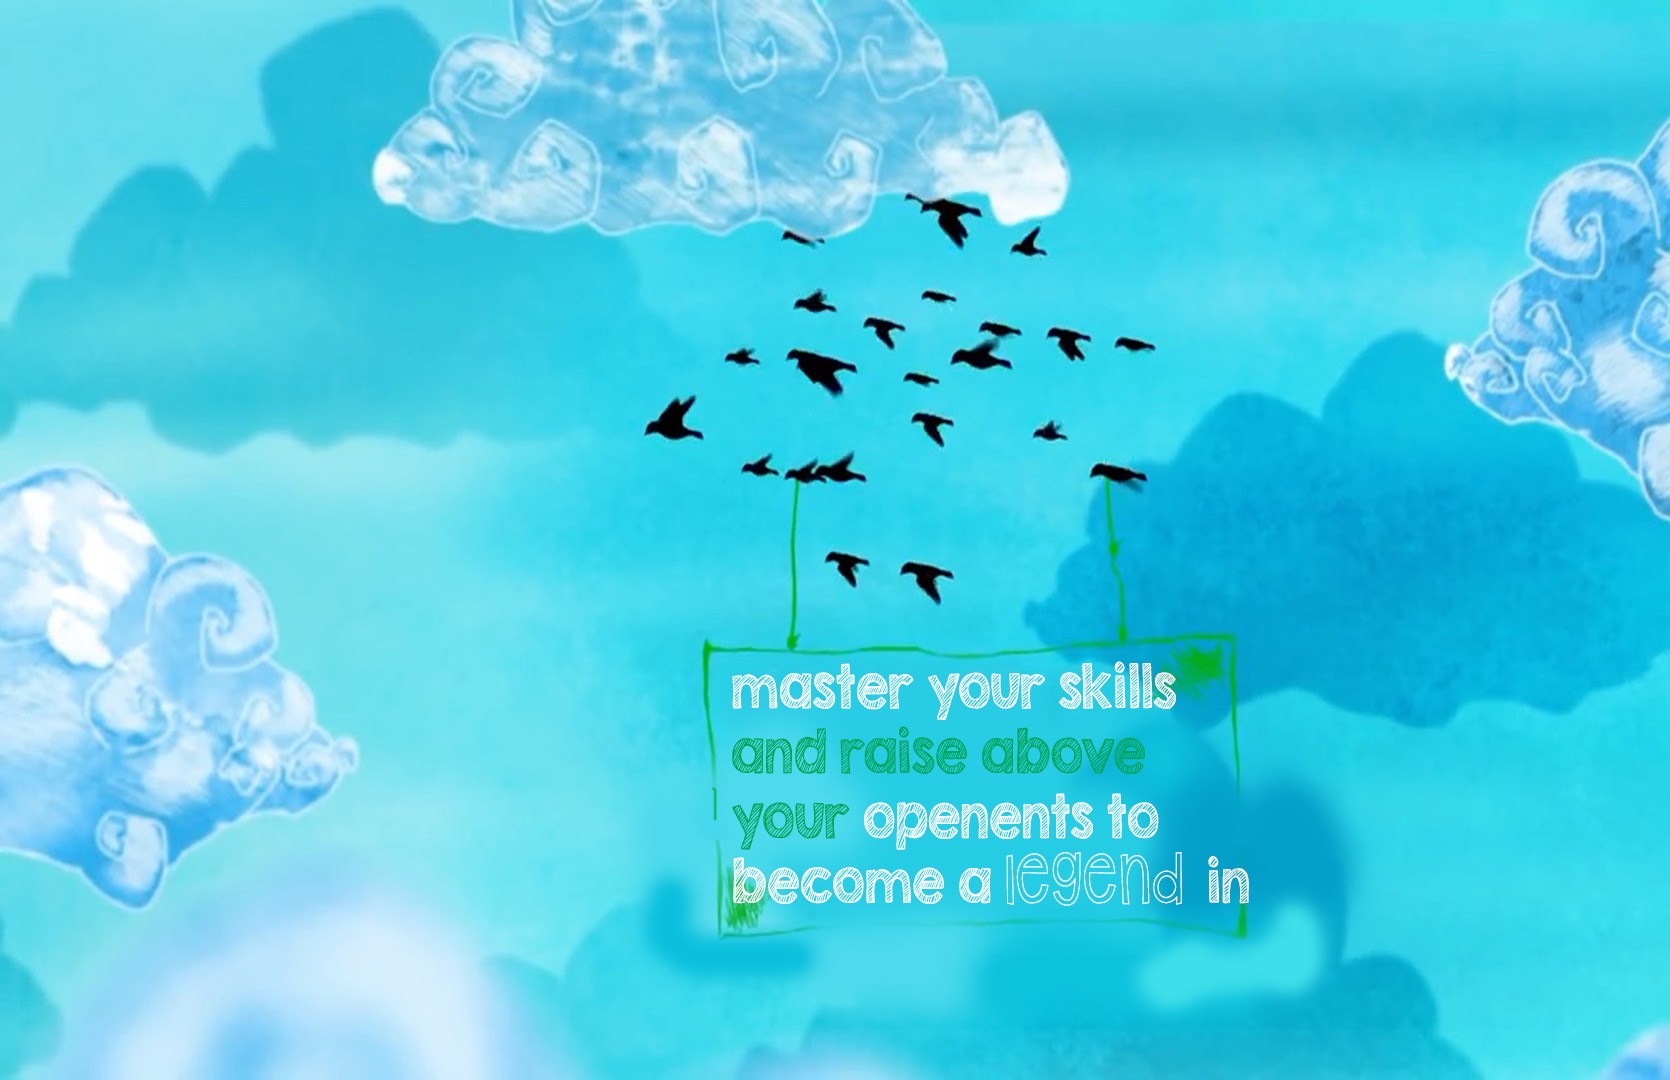 master your skills
and raise above
your openents to
become a legend in